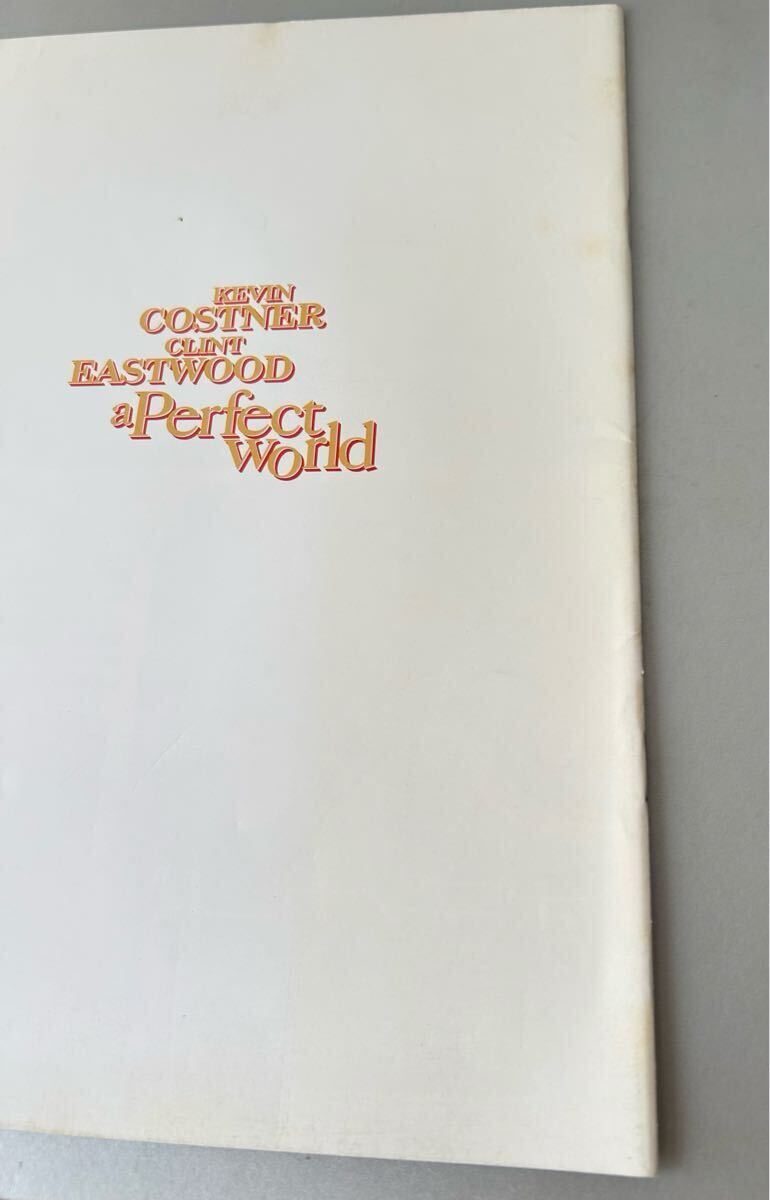 KEVIN
COSTNER
CLINT
EASTWOOD
a Perfect
world